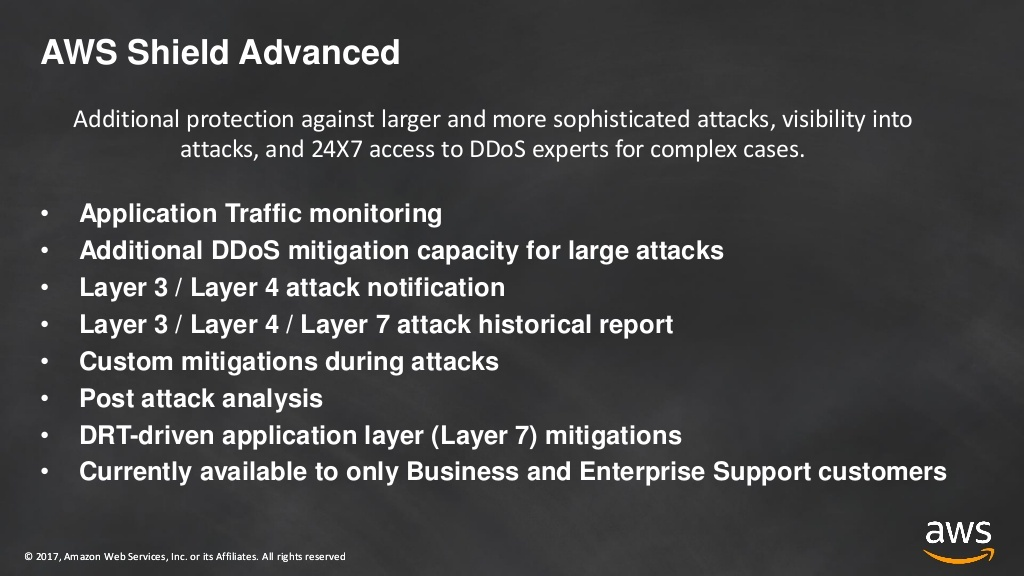 AWS Shield Advanced
Additional protection against larger and more sophisticated attacks, visibility into
attacks, and 24X7 access to DDoS experts for complex cases.
• Application Traffic monitoring
• Additional DDoS mitigation capacity for large attacks
• Layer 3 / Layer 4 attack notification
• Layer 3 / Layer 4 / Layer 7 attack historical report
• Custom mitigations during attacks
• Post attack analysis
• DRT-driven application layer (Layer 7) mitigations
• Currently available to only Business and Enterprise Support customers
aws
© 2017, Amazon Web Services, Inc. or its Affiliates. All rights reserved